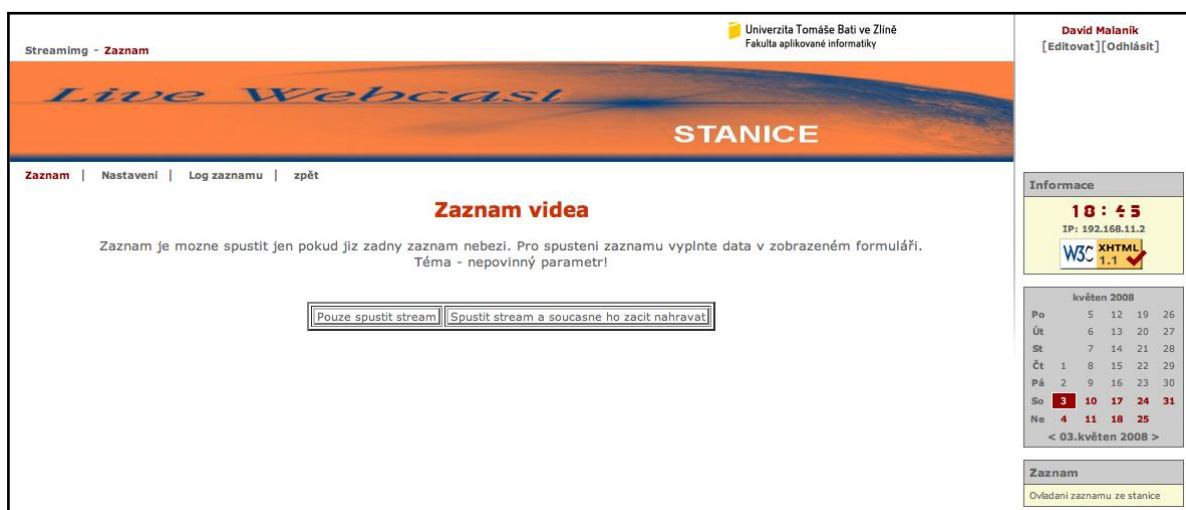 Streamimg - Zaznam
Univerzita Tomáše Bati ve Zlíně
Fakulta aplikované informatiky
Live Webcast
STANICE
Zaznam | Nastaveni | Log zaznamu | zpět
Zaznam videa
Zaznam je mozne spustit jen pokud jiz zadny zaznam nebezi. Pro spusteni zaznamu vyplnte data v zobrazeném formuláři.
Téma - nepovinný parametr!
Pouze spustit stream Spustit stream a soucasne ho zacit nahravat
David Malaník
[Editovat][Odhlásit]
Informace
18:45
IP: 192.168.11.2
W3C XHTML 1.1
květen 2008
Po 5 12 19 26
Út 6 13 20 27
St 7 14 21 28
Čt 1 8 15 22 29
Pá 2 9 16 23 30
So 3 10 17 24 31
Ne 4 11 18 25
< 03.květen 2008 >
Zaznam
Ovladani zaznamu ze stanice